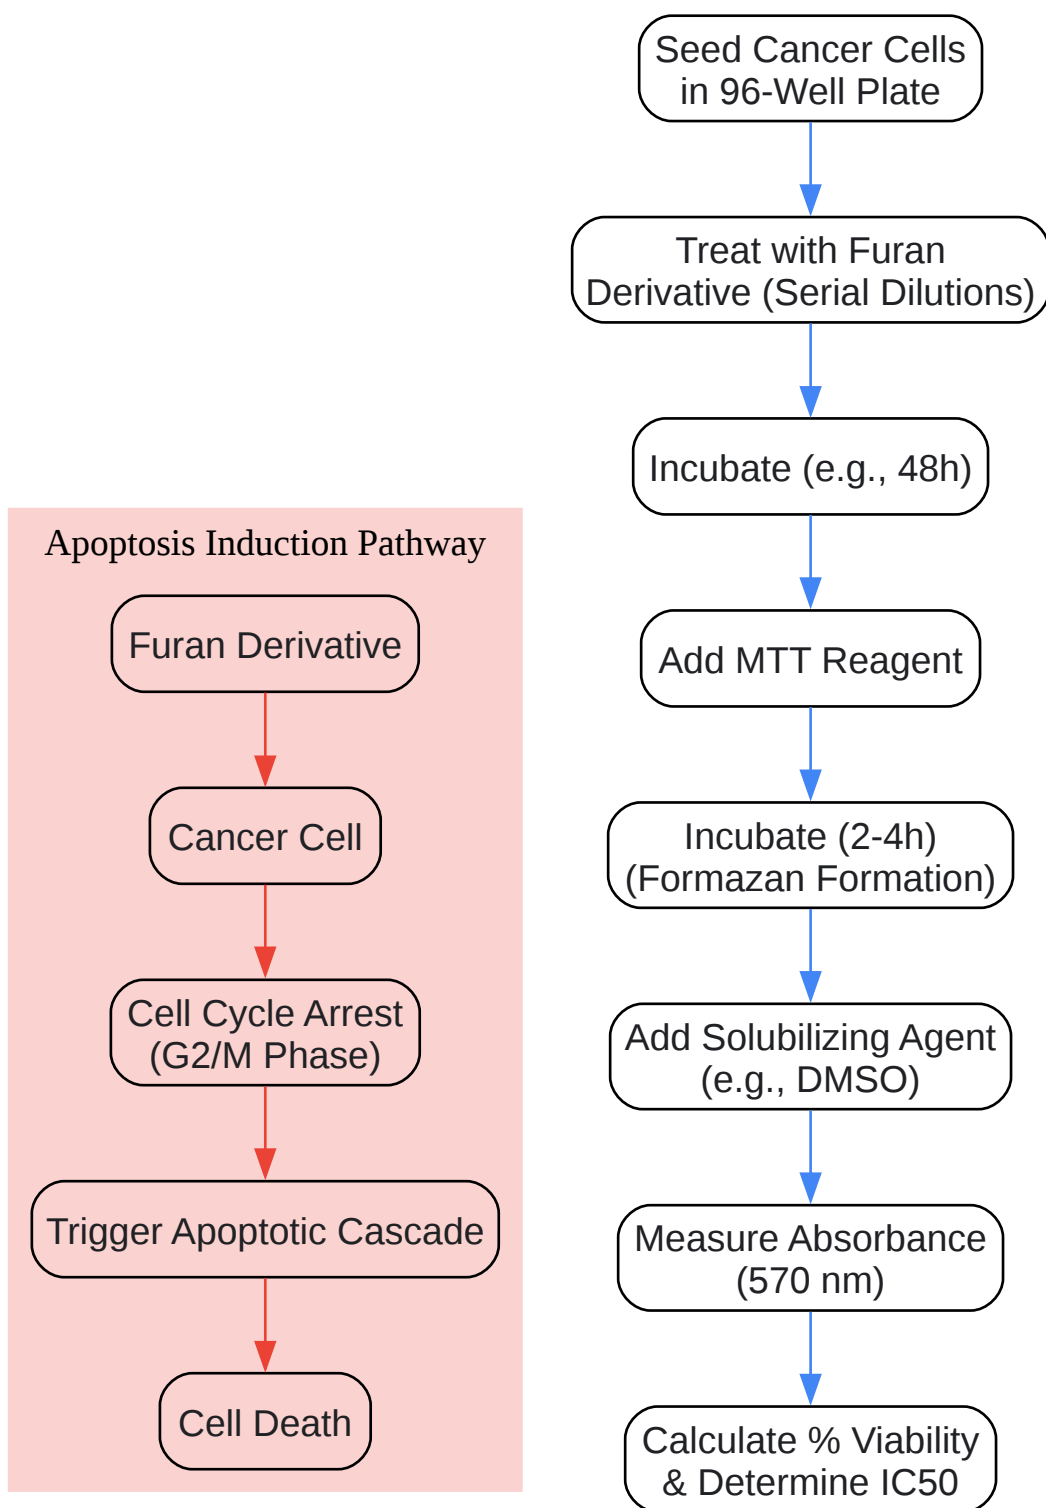 Seed Cancer Cells
in 96-Well Plate
Treat with Furan
Derivative (Serial Dilutions)
Incubate (e.g., 48h)
Add MTT Reagent
Incubate (2-4h)
(Formazan Formation)
Add Solubilizing Agent
(e.g., DMSO)
Measure Absorbance
(570 nm)
Calculate % Viability
& Determine IC50
Apoptosis Induction Pathway
Furan Derivative
Cancer Cell
Cell Cycle Arrest
(G2/M Phase)
Trigger Apoptotic Cascade
Cell Death